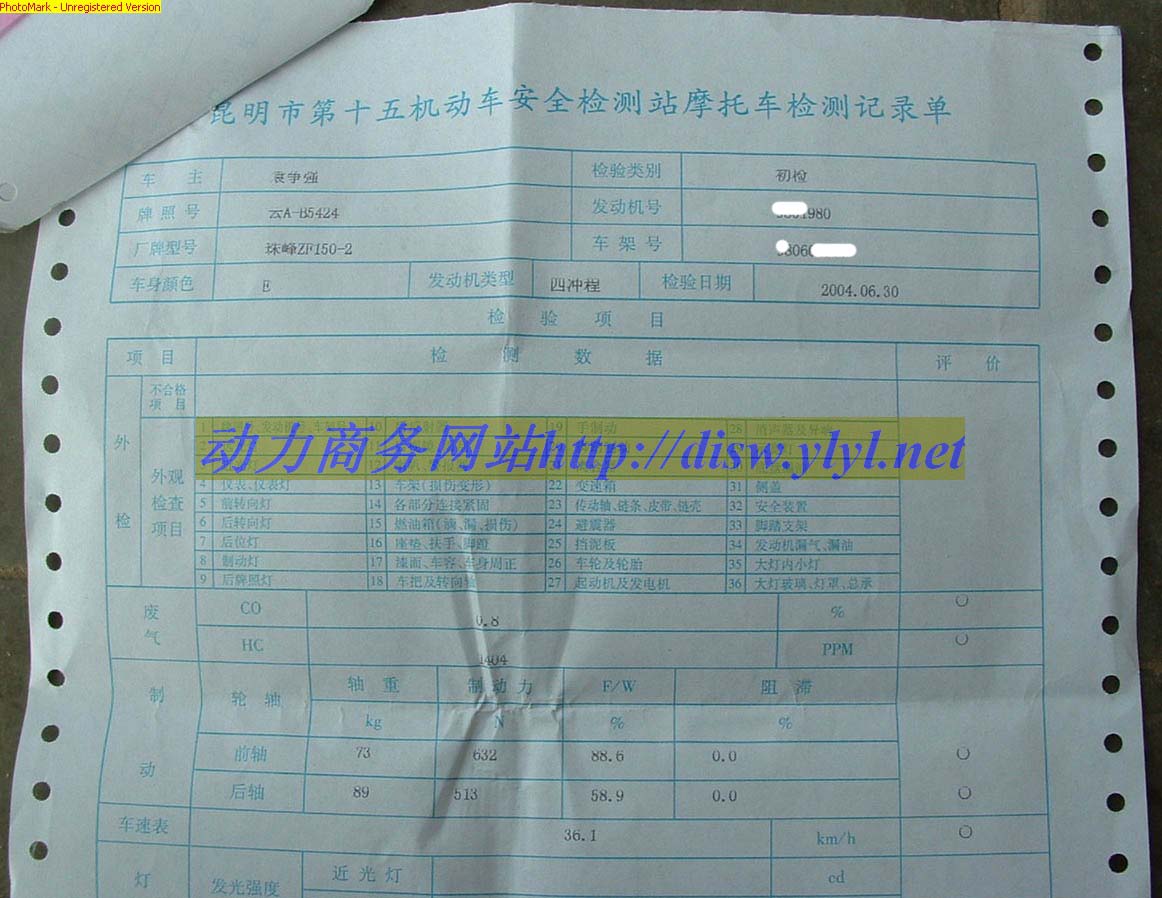 PhotoMark - Unregistered Version
昆明市第十五机动车安全检测站摩托车检测记录单
车 主 袁争强 检验类别 初检
牌照号 云A-B5424 发动机号 1980
厂牌型号 珠峰ZF150-2 车架号 9806
车身颜色 E 发动机类型 四冲程 检验日期 2004.06.30
检 验 项 目
项 目 检 测 数 据 评 价
外检 不合格项目
外观检查项目
1 10 19 手制动 28 消声器及导
动力商务网站http://disw.ylyl.net
4 仪表、仪表灯 13 车架(损伤变形) 22 变速箱 31 侧盖
5 前转向灯 14 各部分连接紧固 23 传动轴、链条、皮带、链壳 32 安全装置
6 后转向灯 15 燃油箱(滴、漏、损伤) 24 避震器 33 脚踏支架
7 后位灯 16 座垫、扶手、脚蹬 25 挡泥板 34 发动机漏气、漏油
8 制动灯 17 漆面、车容、车身周正 26 车轮及轮胎 35 大灯内小灯
9 后牌照灯 18 车把及转向轴 27 起动机及发电机 36 大灯玻璃、灯罩、总承
废气 CO 0.8 % ○
HC 1404 PPM ○
制动 轮 轴 轴 重 制动力 F/W 阻 滞
kg N % %
前轴 73 632 88.6 0.0 ○
后轴 89 513 58.9 0.0 ○
车速表 36.1 km/h ○
灯 发光强度 近光灯 cd